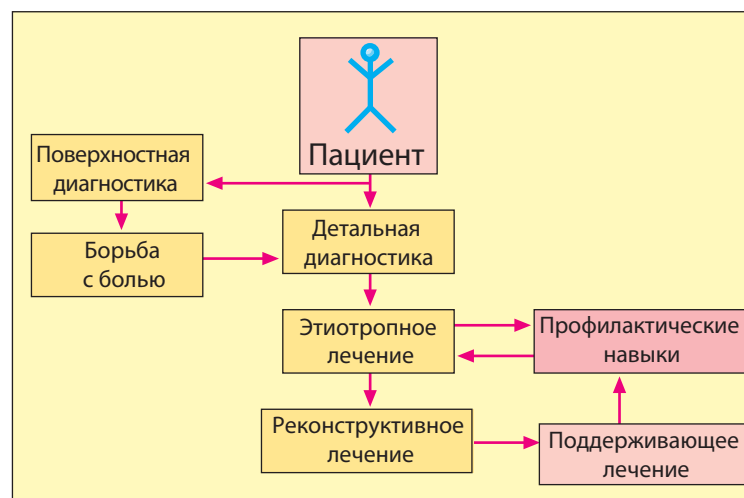 Пациент
Поверхностная
диагностика
Детальная
диагностика
Борьба
с болью
Этиотропное
лечение
Профилактические
навыки
Реконструктивное
лечение
Поддерживающее
лечение